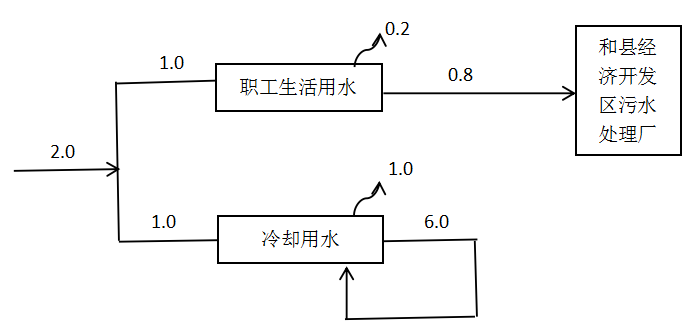 0.2
1.0
职工生活用水
0.8
和县经
济开发
区污水
处理厂
2.0
1.0
1.0
冷却用水
6.0